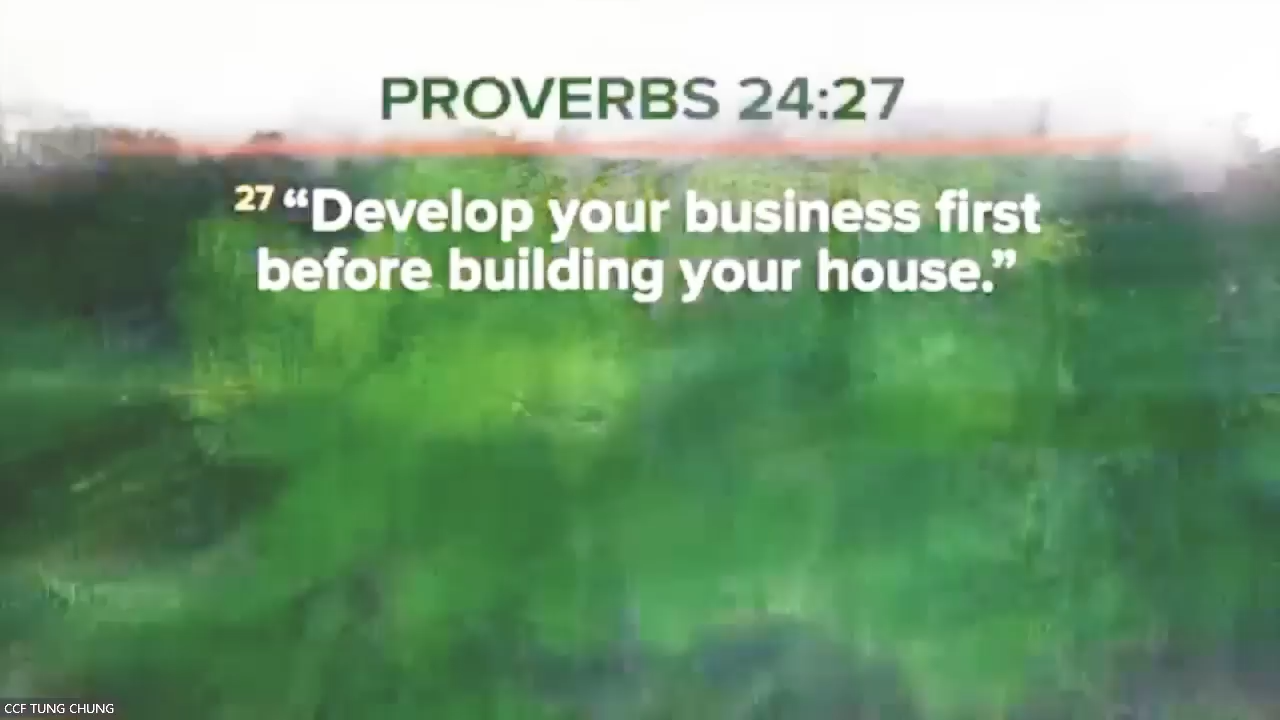 PROVERBS 24:27
27 “Develop your business first
before building your house.”
CCF TUNG CHUNG